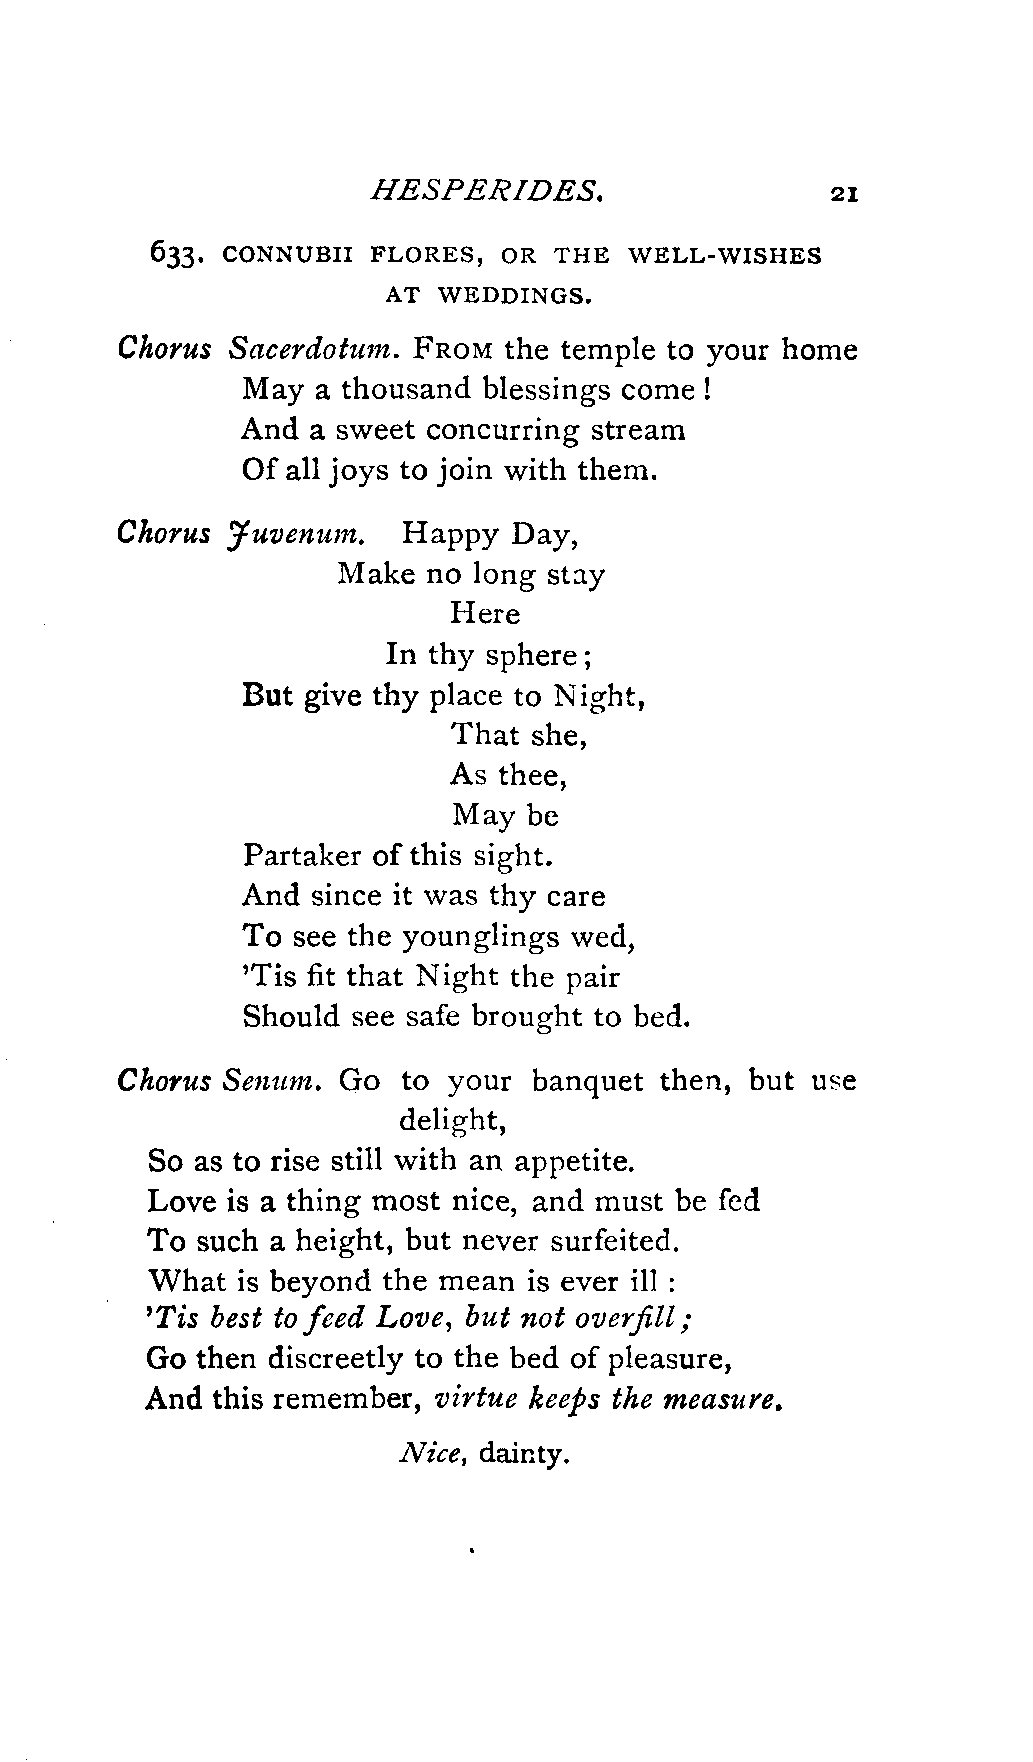 HESPERIDES. 21
633. CONNUBII FLORES, OR THE WELL-WISHES
AT WEDDINGS.
Chorus Sacerdotum. FROM the temple to your home
May a thousand blessings come!
And a sweet concurring stream
Of all joys to join with them.
Chorus Juvenum. Happy Day,
Make no long stay
Here
In thy sphere;
But give thy place to Night,
That she,
As thee,
May be
Partaker of this sight.
And since it was thy care
To see the younglings wed,
'Tis fit that Night the pair
Should see safe brought to bed.
Chorus Senum. Go to your banquet then, but use
delight,
So as to rise still with an appetite.
Love is a thing most nice, and must be fed
To such a height, but never surfeited.
What is beyond the mean is ever ill :
'Tis best to feed Love, but not overfill;
Go then discreetly to the bed of pleasure,
And this remember, virtue keeps the measure.
Nice, dainty.